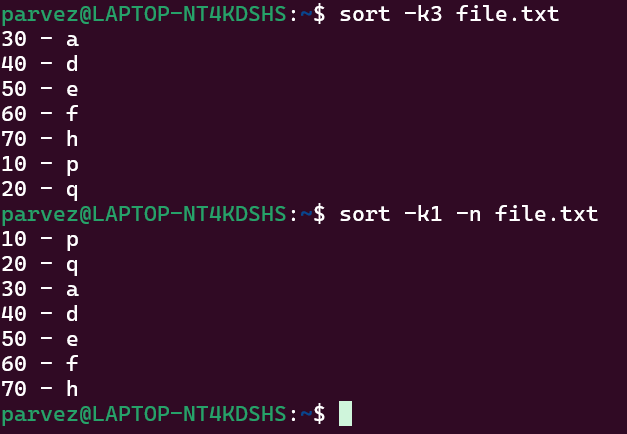 parvez@LAPTOP-NT4KDSHS:~$ sort -k3 file.txt
30 - a
40 - d
50 - e
60 - f
70 - h
10 - p
20 - q
parvez@LAPTOP-NT4KDSHS:~$ sort -k1 -n file.txt
10 - p
20 - q
30 - a
40 - d
50 - e
60 - f
70 - h
parvez@LAPTOP-NT4KDSHS:~$